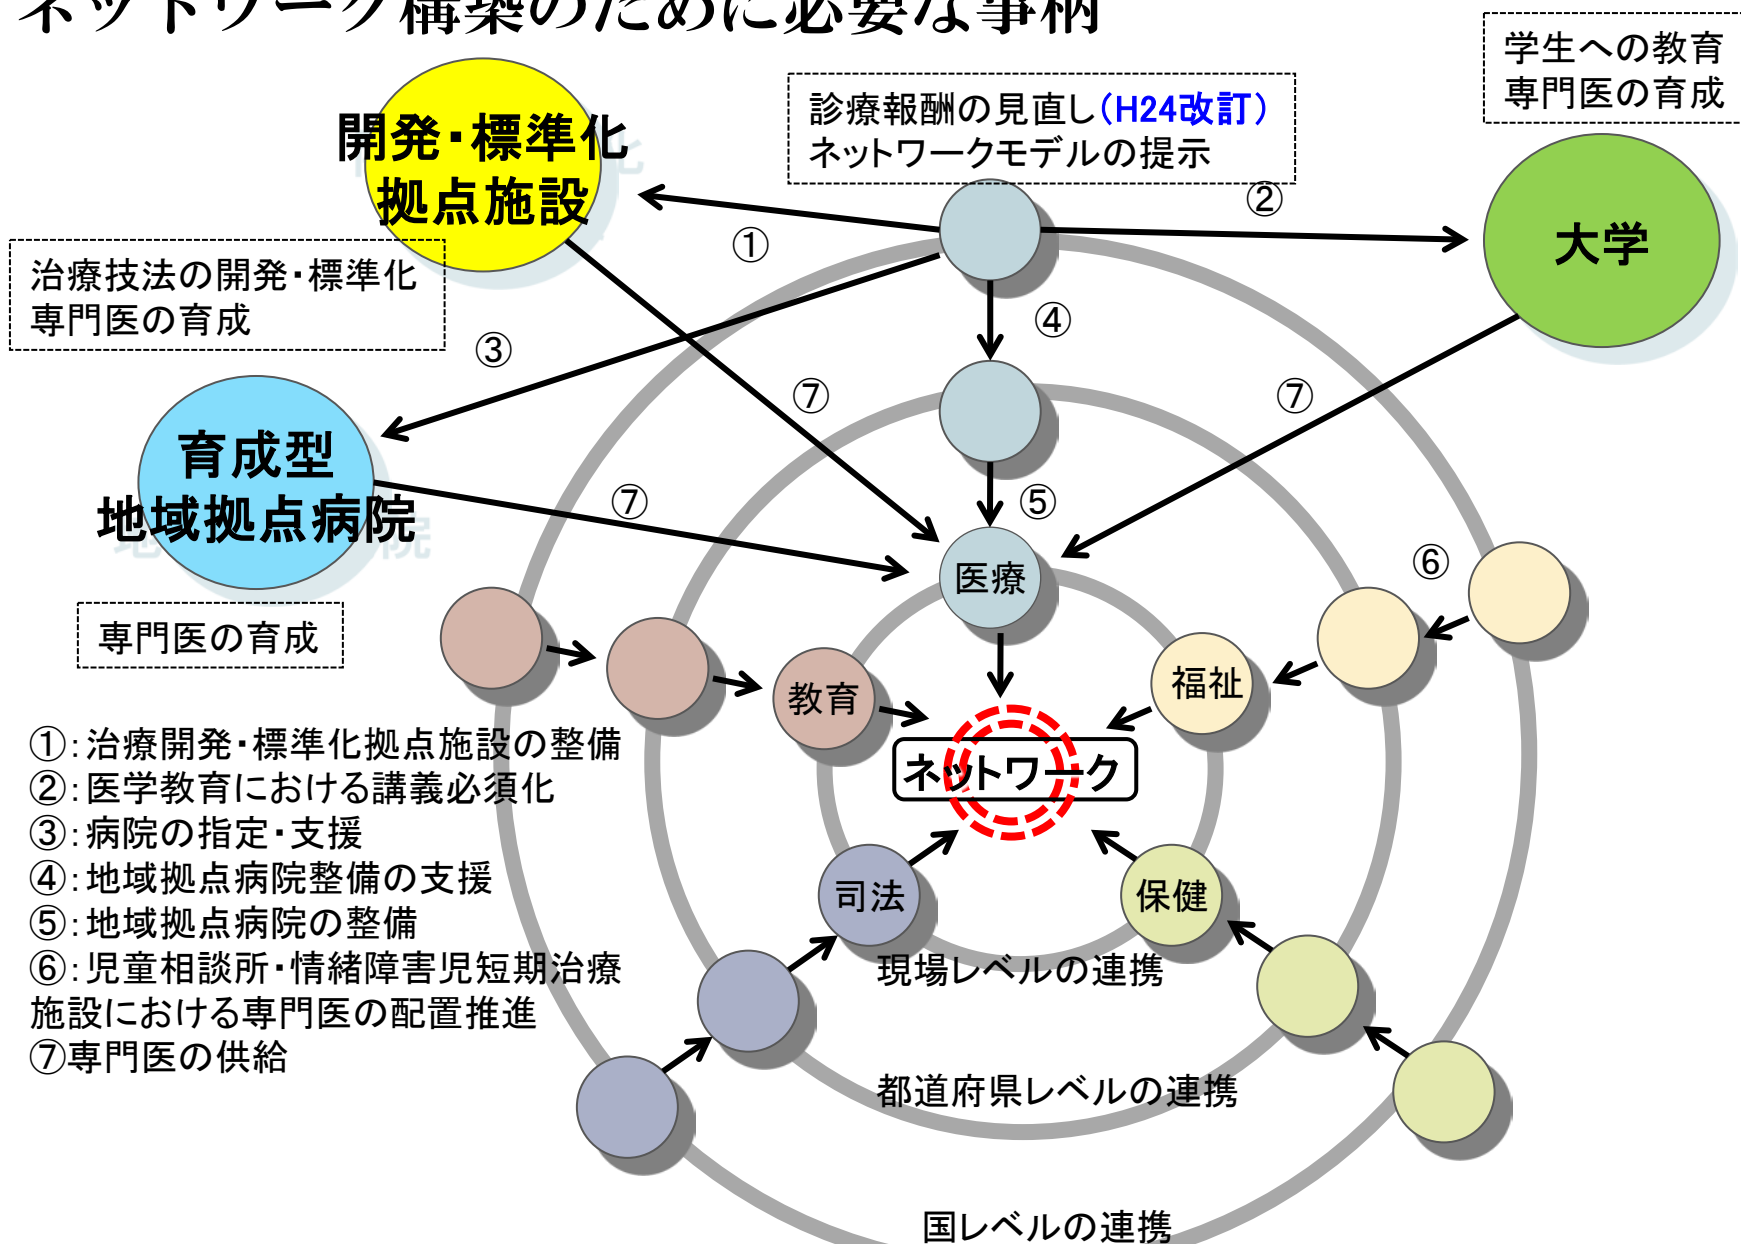 ネットワーク構築のために必要な事柄
学生への教育
専門医の育成
診療報酬の見直し(H24改訂)
ネットワークモデルの提示
開発・標準化
拠点施設
大学
治療技法の開発・標準化
専門医の育成
①
②
③
④
⑦
⑦
育成型
地域拠点病院
⑦
⑤
⑥
医療
専門医の育成
教育
福祉
ネットワーク
司法
保健
①：治療開発・標準化拠点施設の整備
②：医学教育における講義必須化
③：病院の指定・支援
④：地域拠点病院整備の支援
⑤：地域拠点病院の整備
⑥：児童相談所・情緒障害児短期治療
施設における専門医の配置推進
⑦専門医の供給
現場レベルの連携
都道府県レベルの連携
国レベルの連携